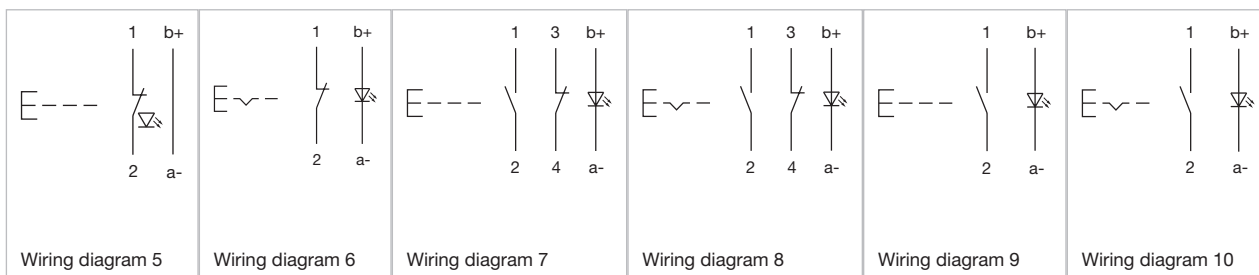 1 b+
2 a-
Wiring diagram 5
1 b+
2 a-
Wiring diagram 6
1 3 b+
2 4 a-
Wiring diagram 7
1 3 b+
2 4 a-
Wiring diagram 8
1 b+
2 a-
Wiring diagram 9
1 b+
2 a-
Wiring diagram 10